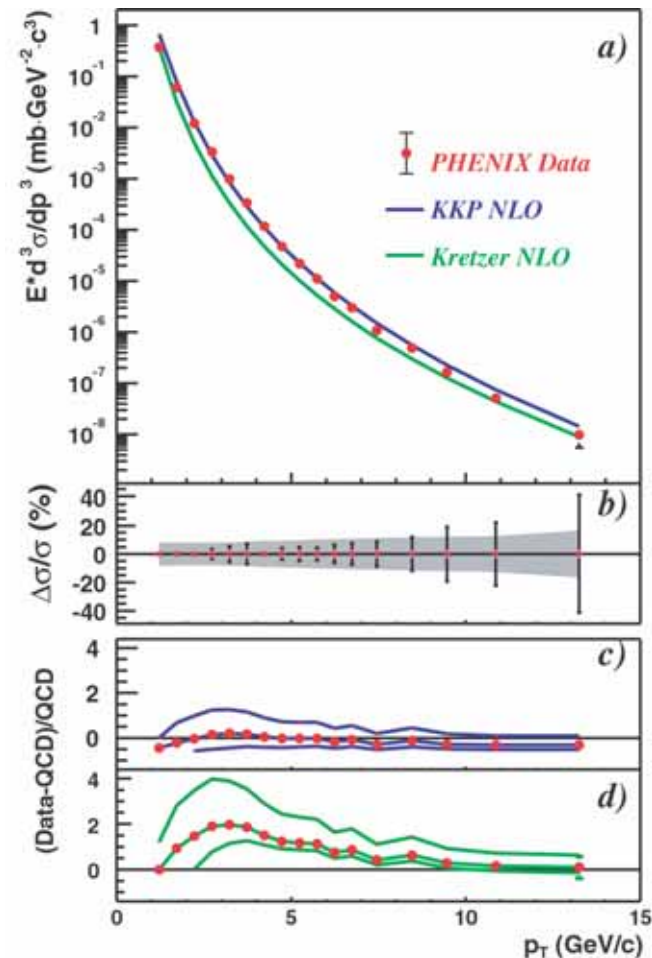 a)
E*d³σ/dp³ (mb·GeV⁻²·c³)
1
10⁻¹
10⁻²
10⁻³
10⁻⁴
10⁻⁵
10⁻⁶
10⁻⁷
10⁻⁸
PHENIX Data
KKP NLO
Kretzer NLO
b)
Δσ/σ (%)
40
20
0
-20
-40
c)
(Data-QCD)/QCD
4
2
0
d)
4
2
0
0 5 10 15
p_T (GeV/c)